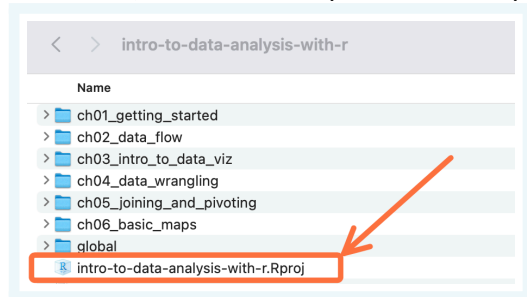 intro-to-data-analysis-with-r
Name
ch01_getting_started
ch02_data_flow
ch03_intro_to_data_viz
ch04_data_wrangling
ch05_joining_and_pivoting
ch06_basic_maps
global
R intro-to-data-analysis-with-r.Rproj